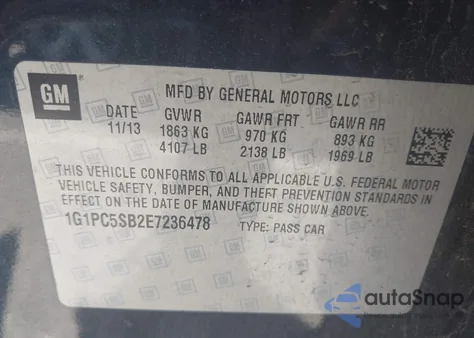 GM
MFD BY GENERAL MOTORS LLC
DATE GVWR GAWR FRT GAWR RR
11/13 1863 KG 970 KG 893 KG
4107 LB 2138 LB 1969 LB
THIS VEHICLE CONFORMS TO ALL APPLICABLE U.S. FEDERAL MOTOR
VEHICLE SAFETY, BUMPER, AND THEFT PREVENTION STANDARDS
IN EFFECT ON THE DATE OF MANUFACTURE SHOWN ABOVE.
1G1PC5SB2E7236478 TYPE: PASS CAR
autaSnap